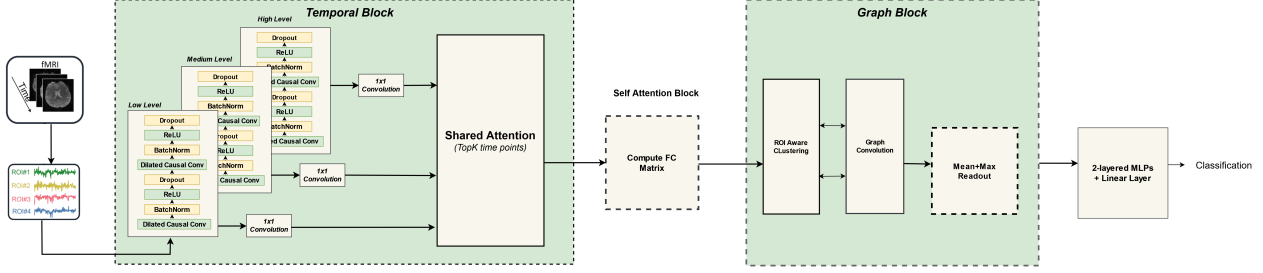 Temporal Block
Graph Block
High Level
Dropout
ReLU
BatchNorm
Dilated Causal Conv
Dropout
ReLU
BatchNorm
Dilated Causal Conv
Medium Level
Dropout
ReLU
BatchNorm
Causal Conv
Dropout
ReLU
BatchNorm
Causal Conv
Low Level
Dropout
ReLU
BatchNorm
Dilated Causal Conv
Dropout
ReLU
BatchNorm
Dilated Causal Conv
fMRI
Time
ROI#1
ROI#2
ROI#3
ROI#4
1x1
Convolution
1x1
Convolution
1x1
Convolution
Shared Attention
(TopK time points)
Self Attention Block
Compute FC
Matrix
ROI Aware
CLustering
Graph
Convolution
Mean+Max
Readout
2-layered MLPs
+ Linear Layer
Classification